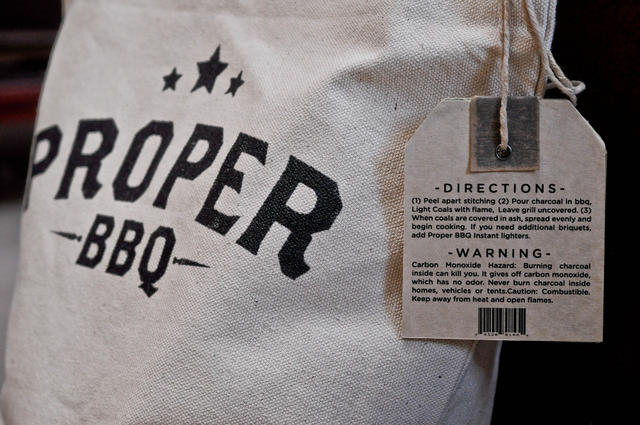 PROPER
BBQ
-DIRECTIONS-
(1) Peel apart stitching (2) Pour charcoal in bbq,
Light Coals with flame, Leave grill uncovered. (3)
When coals are covered in ash, spread evenly and
begin cooking. If you need additional briquets,
add Proper BBQ Instant lighters.
-WARNING-
Carbon Monoxide Hazard: Burning charcoal
inside can kill you. It gives off carbon monoxide,
which has no odor. Never burn charcoal inside
homes, vehicles or tents.Caution: Combustible.
Keep away from heat and open flames.